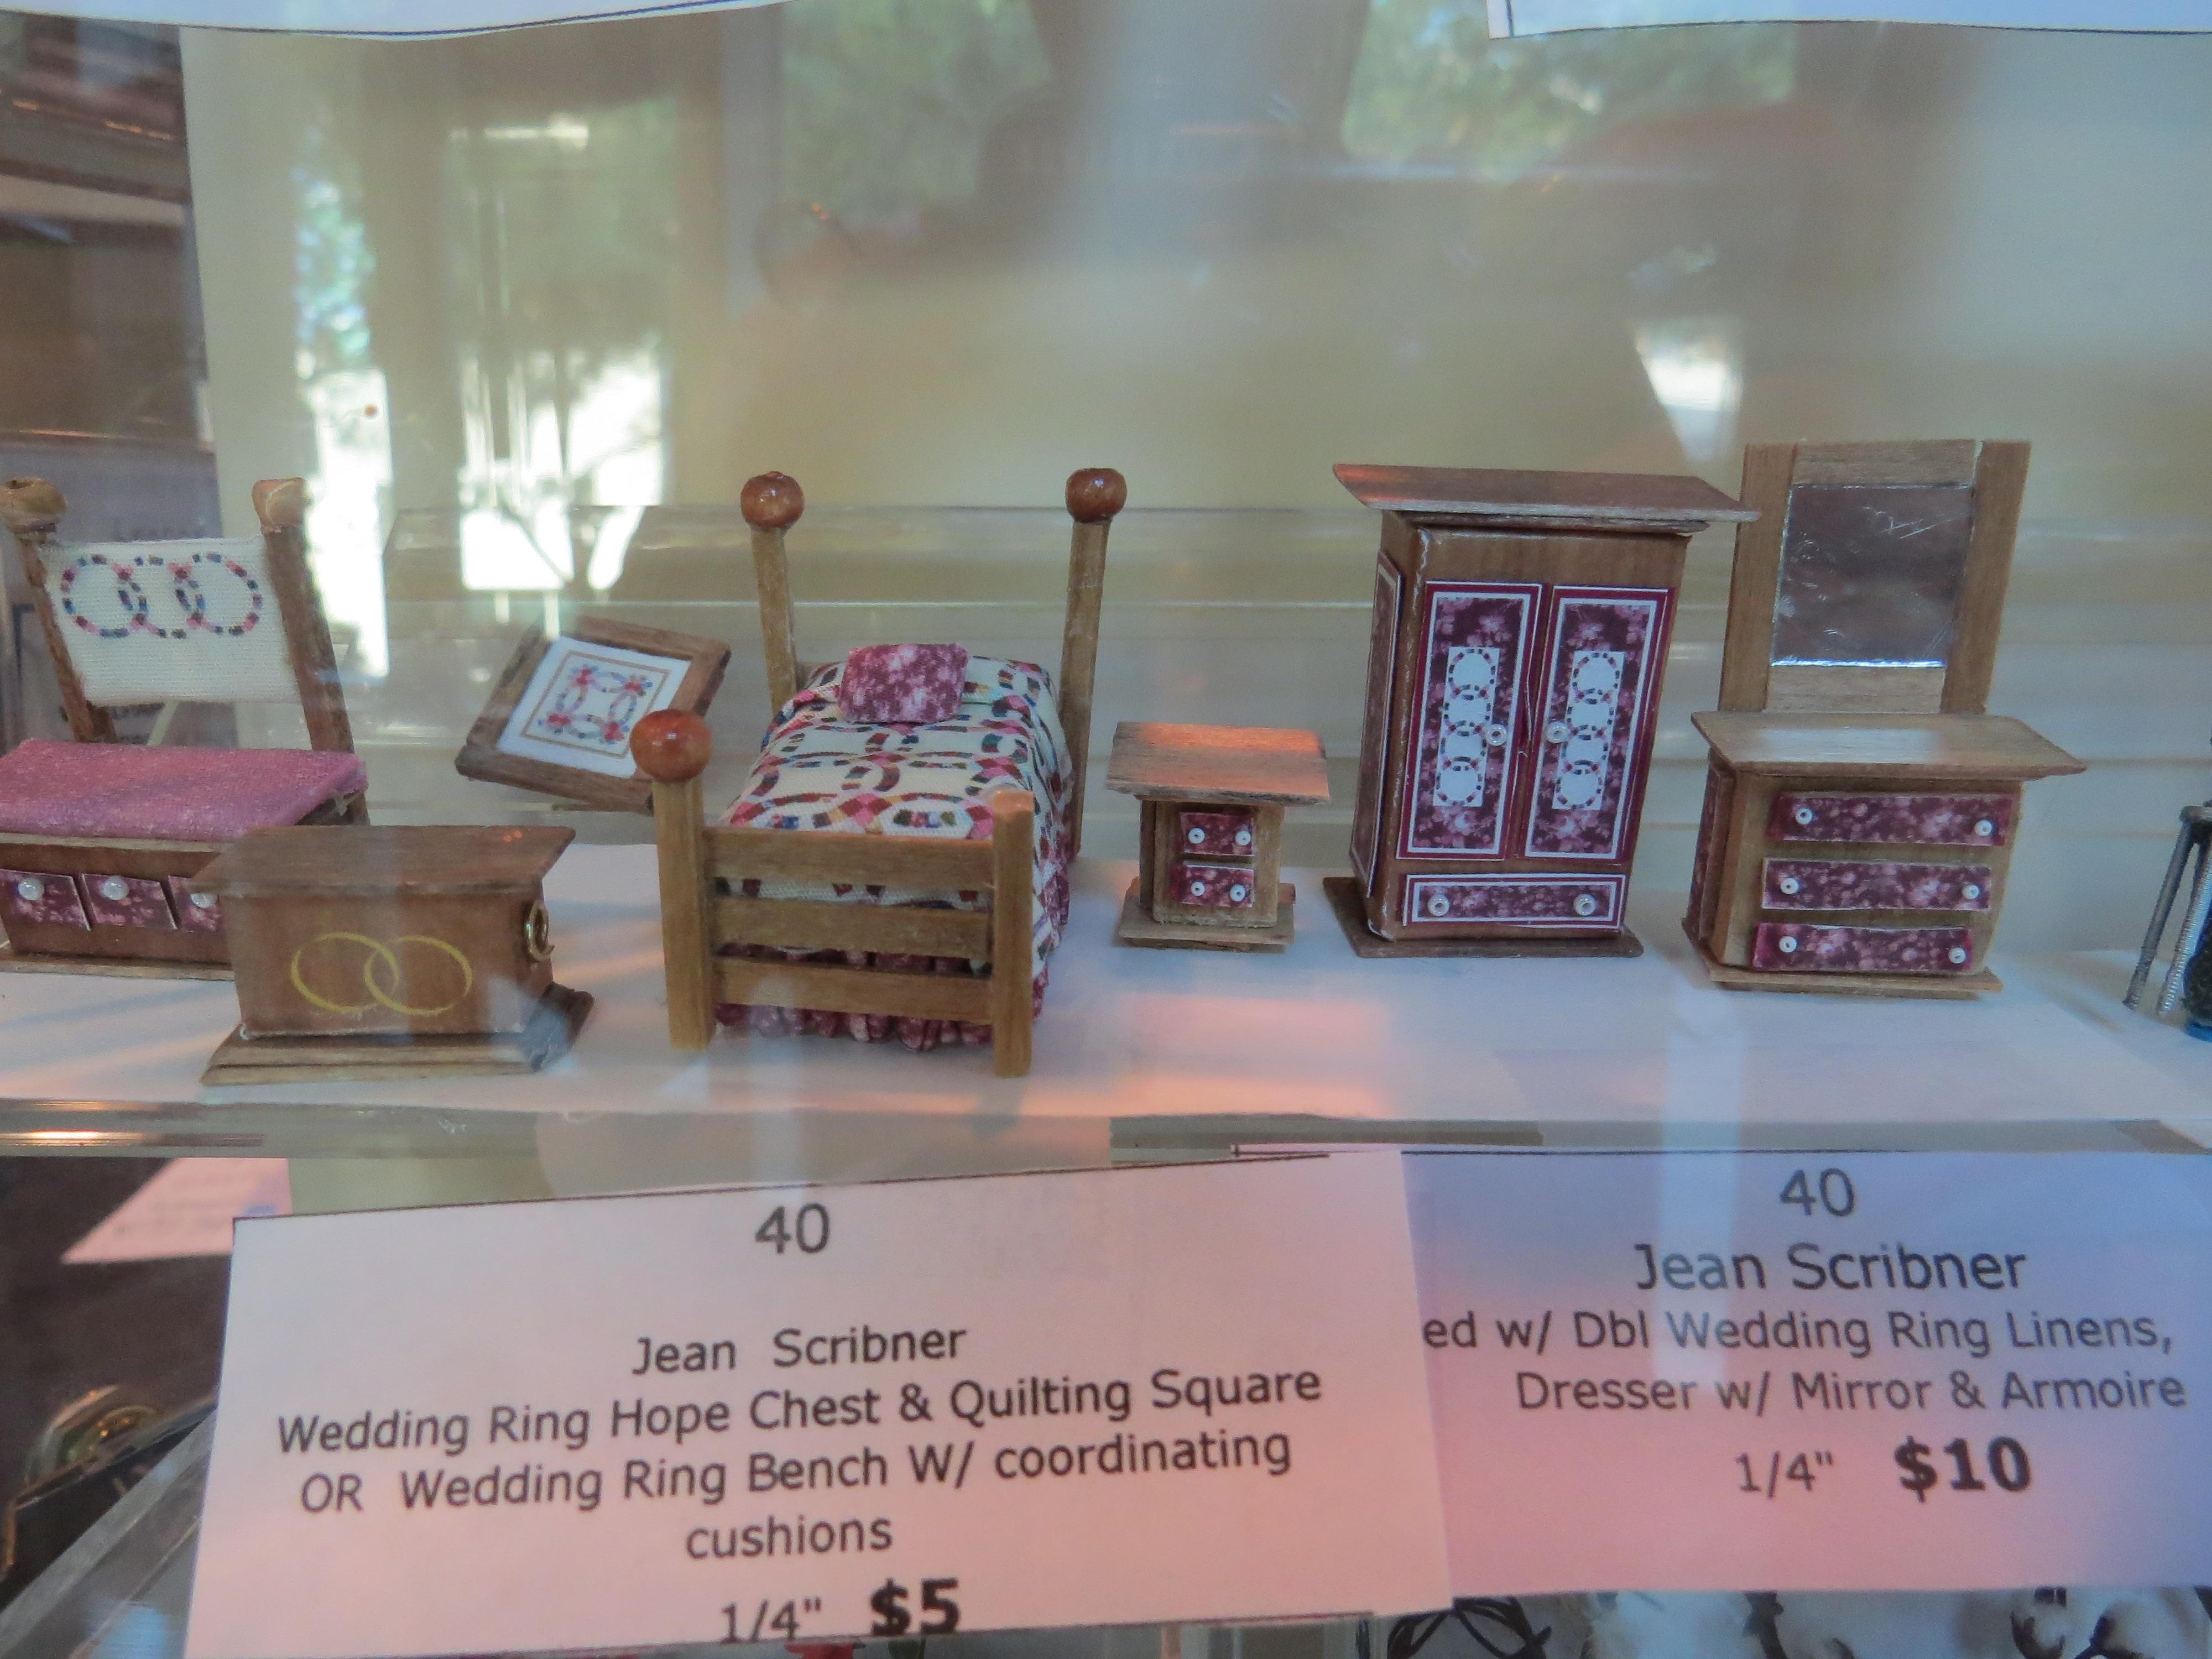 40
Jean Scribner
Wedding Ring Hope Chest & Quilting Square
OR Wedding Ring Bench W/ coordinating
cushions
1/4" $5
40
Jean Scribner
ed w/ Dbl Wedding Ring Linens,
Dresser w/ Mirror & Armoire
1/4" $10